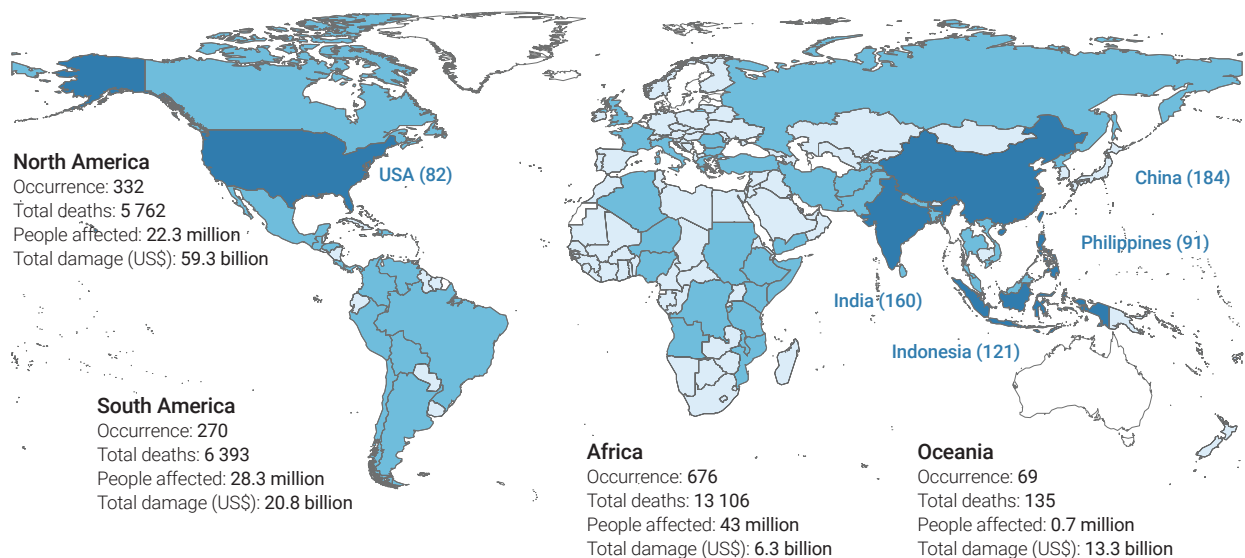 North America
Occurrence: 332
Total deaths: 5 762
People affected: 22.3 million
Total damage (US$): 59.3 billion
USA (82)
China (184)
Philippines (91)
India (160)
Indonesia (121)
South America
Occurrence: 270
Total deaths: 6 393
People affected: 28.3 million
Total damage (US$): 20.8 billion
Africa
Occurrence: 676
Total deaths: 13 106
People affected: 43 million
Total damage (US$): 6.3 billion
Oceania
Occurrence: 69
Total deaths: 135
People affected: 0.7 million
Total damage (US$): 13.3 billion